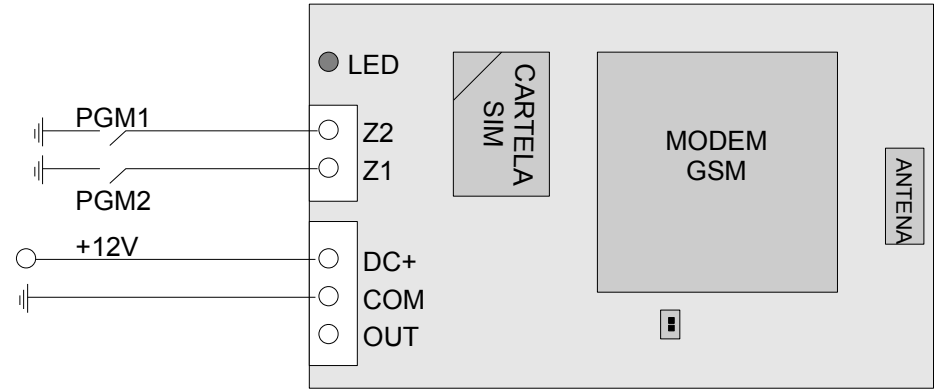 LED
PGM1
Z2
Z1
PGM2
+12V
DC+
COM
OUT
CARTELA
SIM
MODEM
GSM
ANTENA